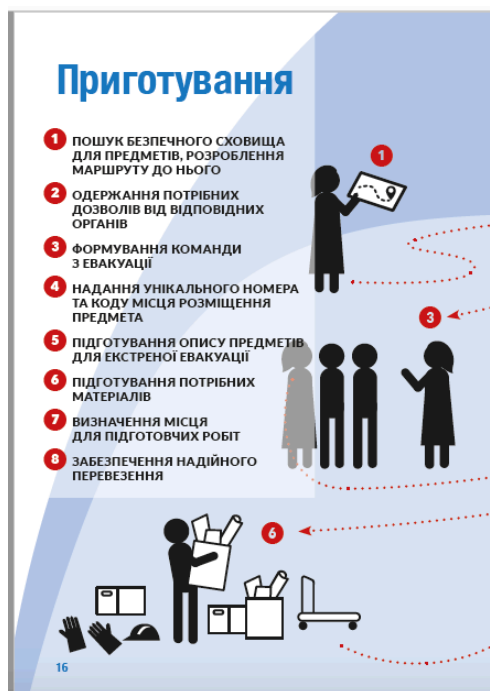 Приготування
1 ПОШУК БЕЗПЕЧНОГО СХОВИЩА
ДЛЯ ПРЕДМЕТІВ, РОЗРОБЛЕННЯ
МАРШРУТУ ДО НЬОГО
2 ОДЕРЖАННЯ ПОТРІБНИХ
ДОЗВОЛІВ ВІД ВІДПОВІДНИХ
ОРГАНІВ
3 ФОРМУВАННЯ КОМАНДИ
З ЕВАКУАЦІЇ
4 НАДАННЯ УНІКАЛЬНОГО НОМЕРА
ТА КОДУ МІСЦЯ РОЗМІЩЕННЯ
ПРЕДМЕТА
5 ПІДГОТУВАННЯ ОПИСУ ПРЕДМЕТІВ
ДЛЯ ЕКСТРЕНОЇ ЕВАКУАЦІЇ
6 ПІДГОТУВАННЯ ПОТРІБНИХ
МАТЕРІАЛІВ
7 ВИЗНАЧЕННЯ МІСЦЯ
ДЛЯ ПІДГОТОВЧИХ РОБІТ
8 ЗАБЕЗПЕЧЕННЯ НАДІЙНОГО
ПЕРЕВЕЗЕННЯ
1
3
6
16